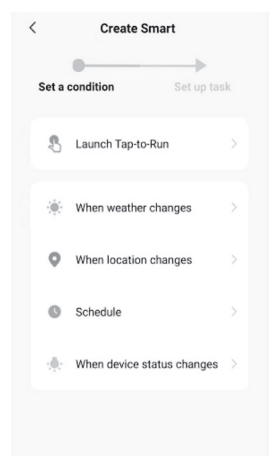 Create Smart
Set a condition Set up task
Launch Tap-to-Run
When weather changes
When location changes
Schedule
When device status changes